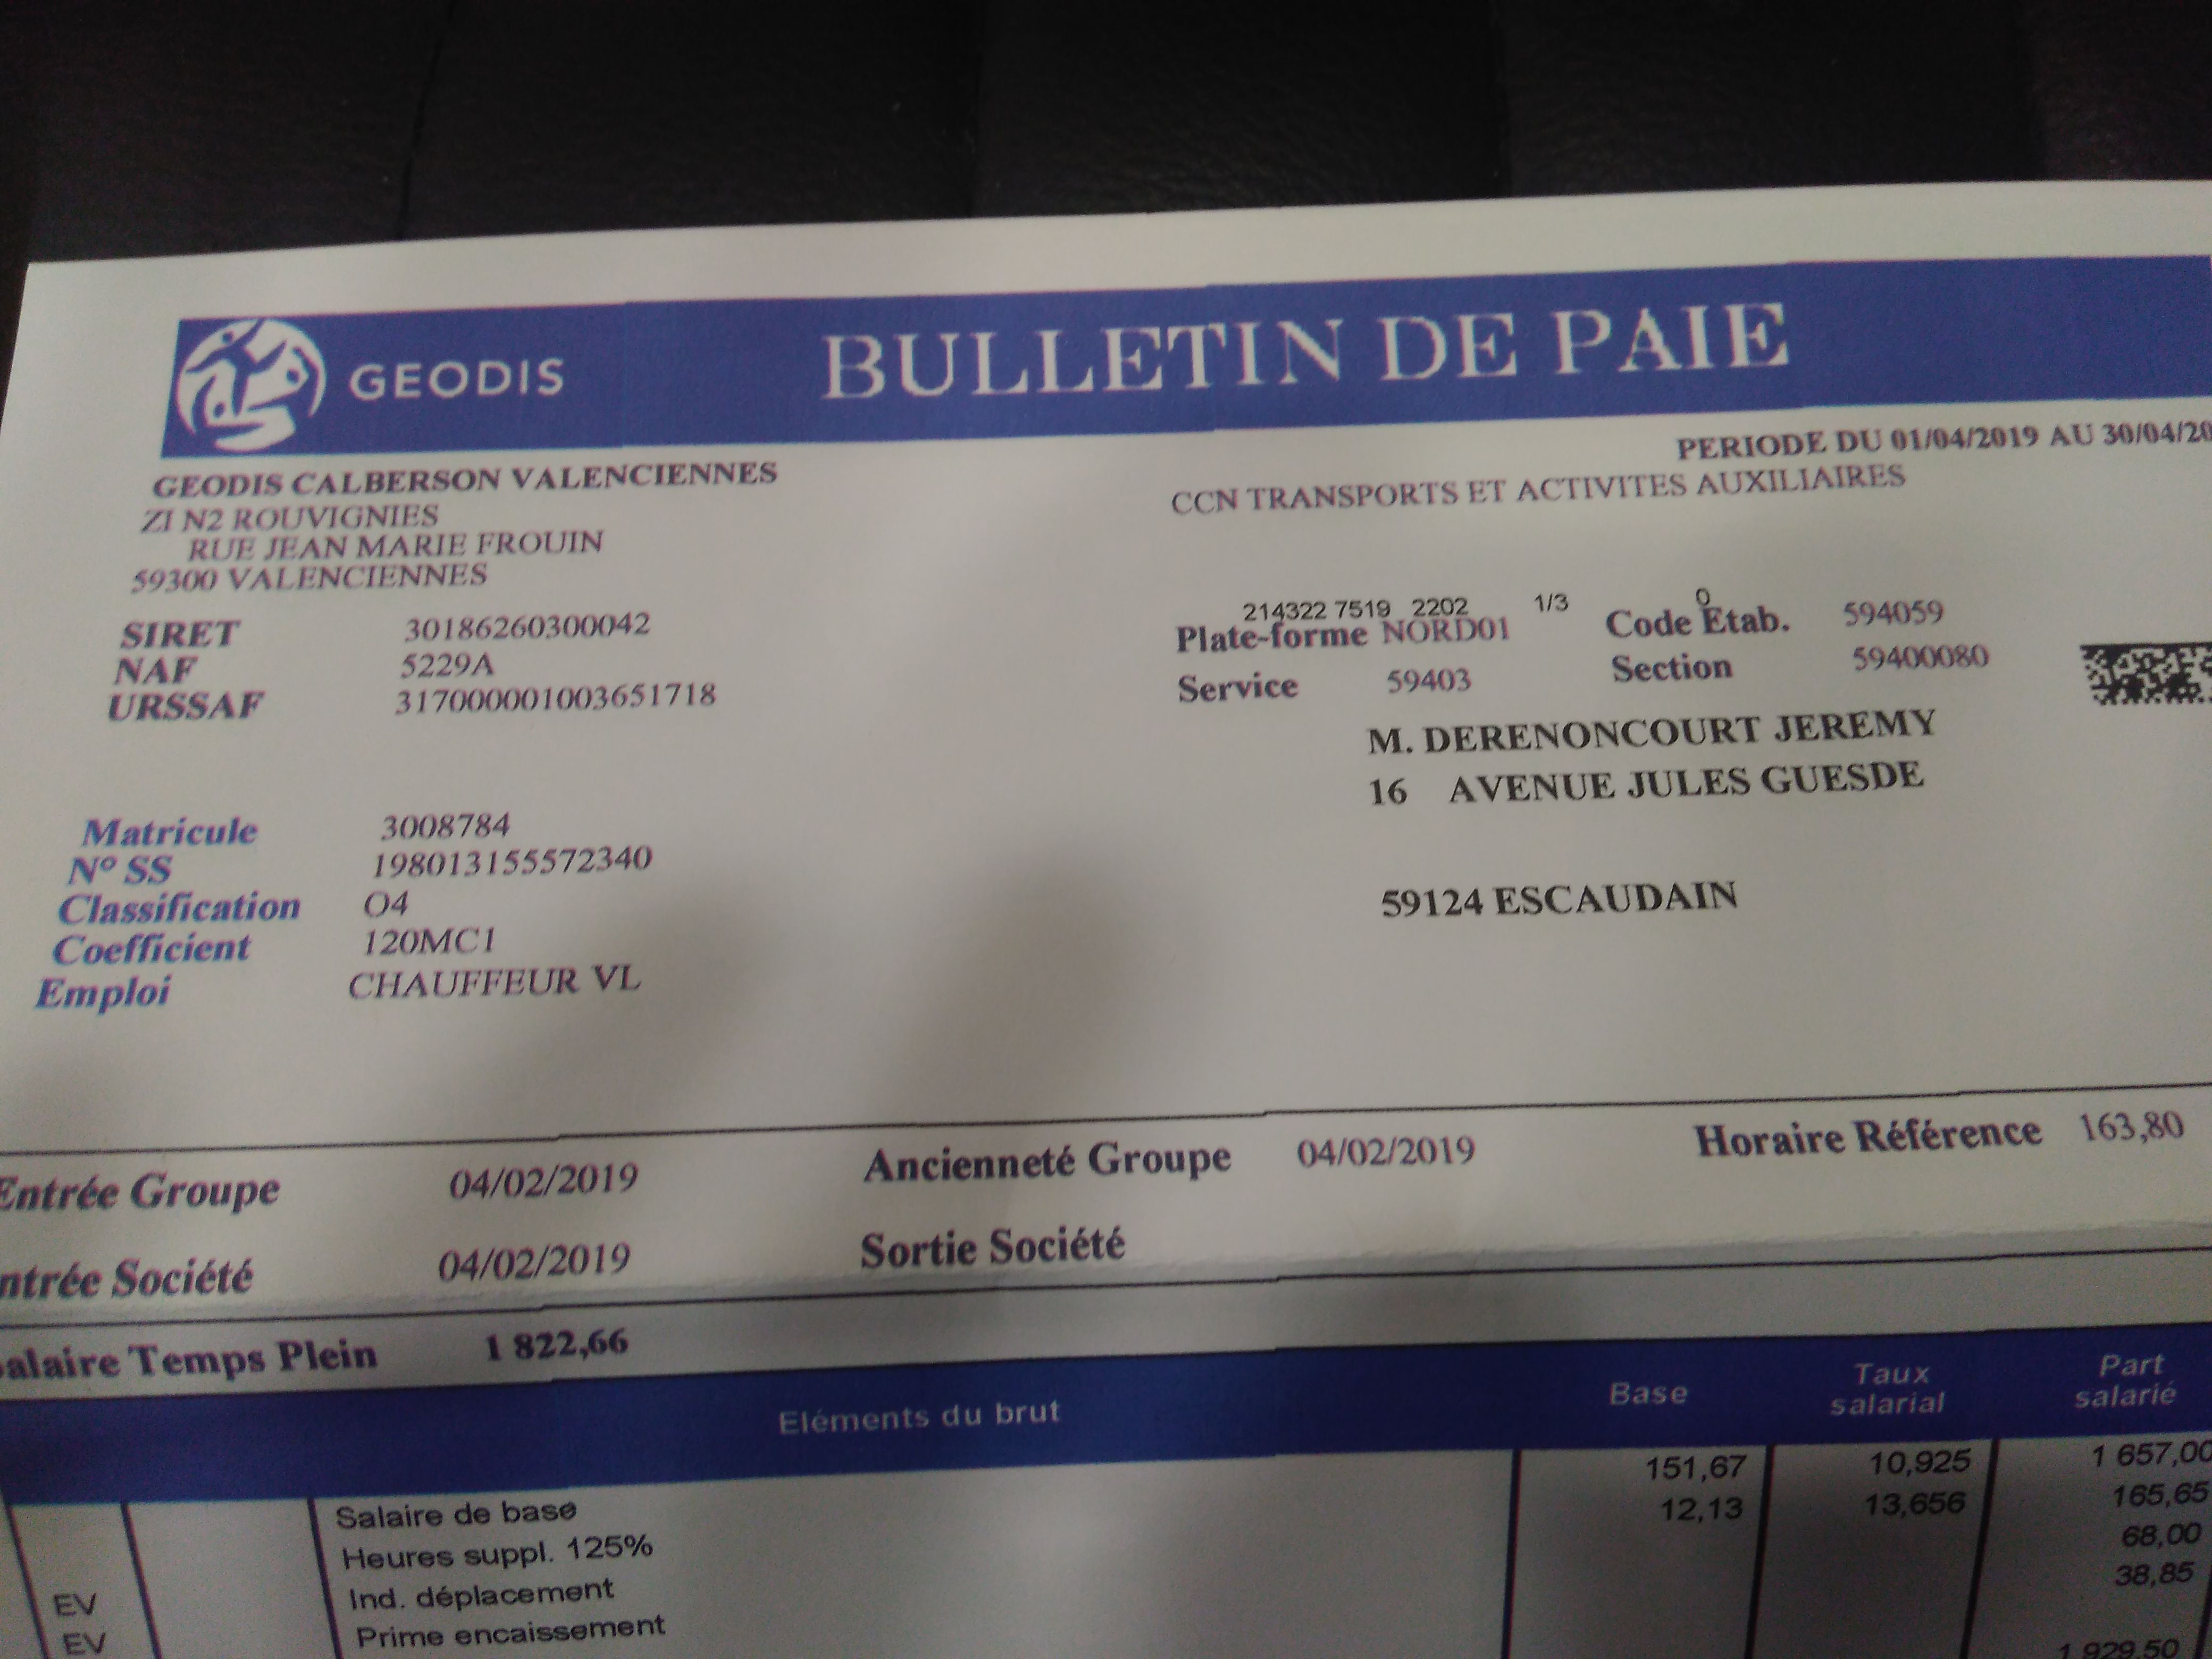 GEODIS
BULLETIN DE PAIE
PERIODE DU 01/04/2019 AU 30/04/20
GEODIS CALBERSON VALENCIENNES
ZI N2 ROUVIGNIES
RUE JEAN MARIE FROUIN
59300 VALENCIENNES
CCN TRANSPORTS ET ACTIVITES AUXILIAIRES
SIRET 30186260300042
NAF 5229A
URSSAF 317000001003651718
214322 7519 2202 1/3 0
Plate-forme NORD01 Code Etab. 594059
Service 59403 Section 59400080
M. DERENONCOURT JEREMY
16 AVENUE JULES GUESDE
59124 ESCAUDAIN
Matricule 3008784
N° SS 198013155572340
Classification O4
Coefficient 120MC1
Emploi CHAUFFEUR VL
Entrée Groupe 04/02/2019 Ancienneté Groupe 04/02/2019 Horaire Référence 163,80
ntrée Société 04/02/2019 Sortie Société
alaire Temps Plein 1 822,66
Eléments du brut Base Taux salarial Part salarié
Salaire de base 151,67 10,925 1 657,00
Heures suppl. 125% 12,13 13,656 165,65
EV Ind. déplacement 68,00
EV Prime encaissement 38,85
1 929,50